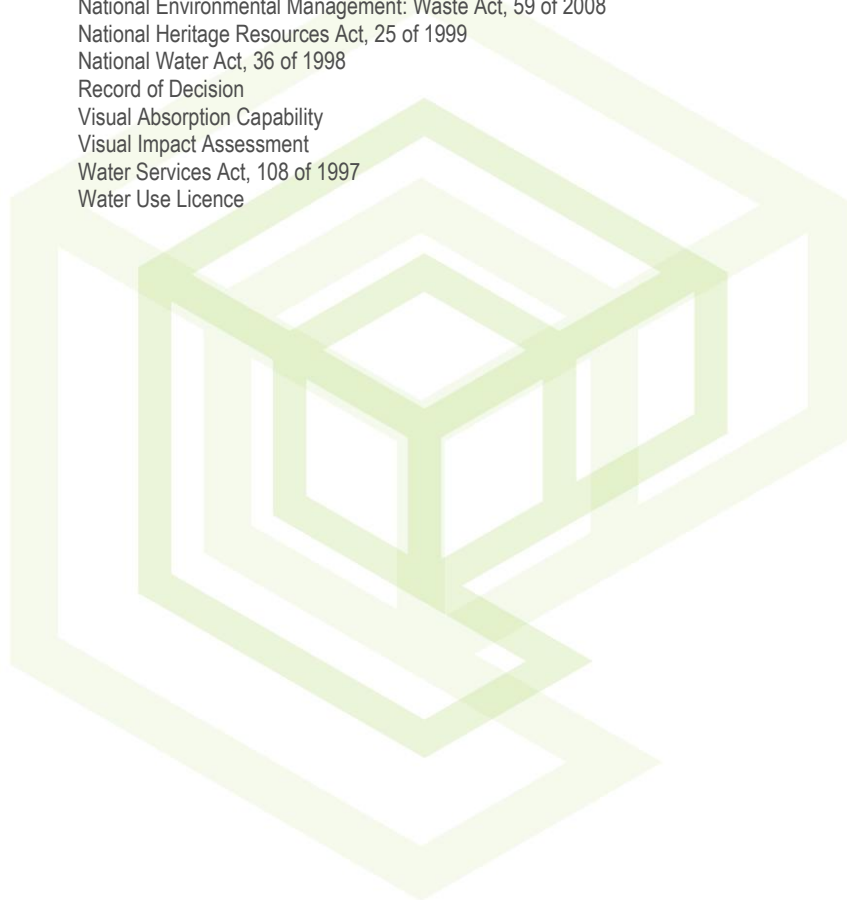 National Environmental Management: Waste Act, 59 of 2008
National Heritage Resources Act, 25 of 1999
National Water Act, 36 of 1998
Record of Decision
Visual Absorption Capability
Visual Impact Assessment
Water Services Act, 108 of 1997
Water Use Licence